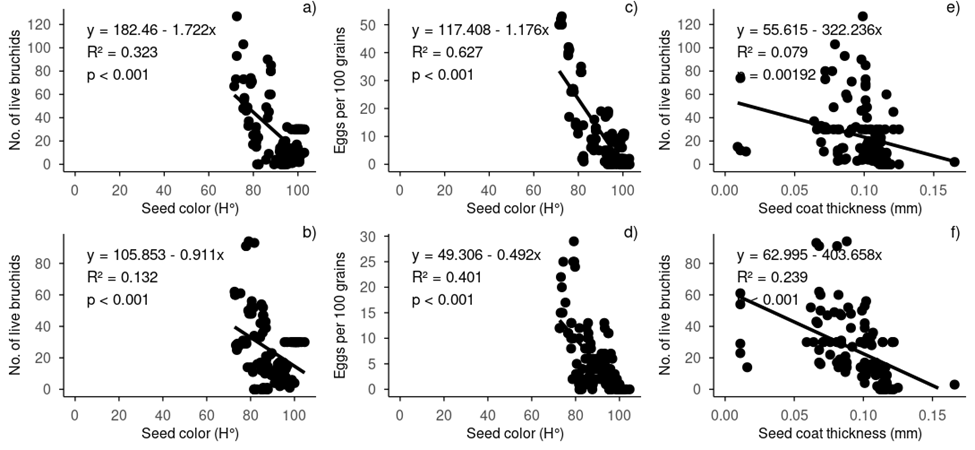 a)
y = 182.46 - 1.722x
R² = 0.323
p < 0.001
No. of live bruchids
120
100
80
60
40
20
0
0 20 40 60 80 100
Seed color (H°)
c)
y = 117.408 - 1.176x
R² = 0.627
p < 0.001
Eggs per 100 grains
50
40
30
20
10
0
0 20 40 60 80 100
Seed color (H°)
e)
y = 55.615 - 322.236x
R² = 0.079
p = 0.00192
No. of live bruchids
120
100
80
60
40
20
0
0.00 0.05 0.10 0.15
Seed coat thickness (mm)
b)
y = 105.853 - 0.911x
R² = 0.132
p < 0.001
No. of live bruchids
80
60
40
20
0
0 20 40 60 80 100
Seed color (H°)
d)
y = 49.306 - 0.492x
R² = 0.401
p < 0.001
Eggs per 100 grains
30
25
20
15
10
5
0
0 20 40 60 80 100
Seed color (H°)
f)
y = 62.995 - 403.658x
R² = 0.239
< 0.001
No. of live bruchids
80
60
40
20
0
0.00 0.05 0.10 0.15
Seed coat thickness (mm)